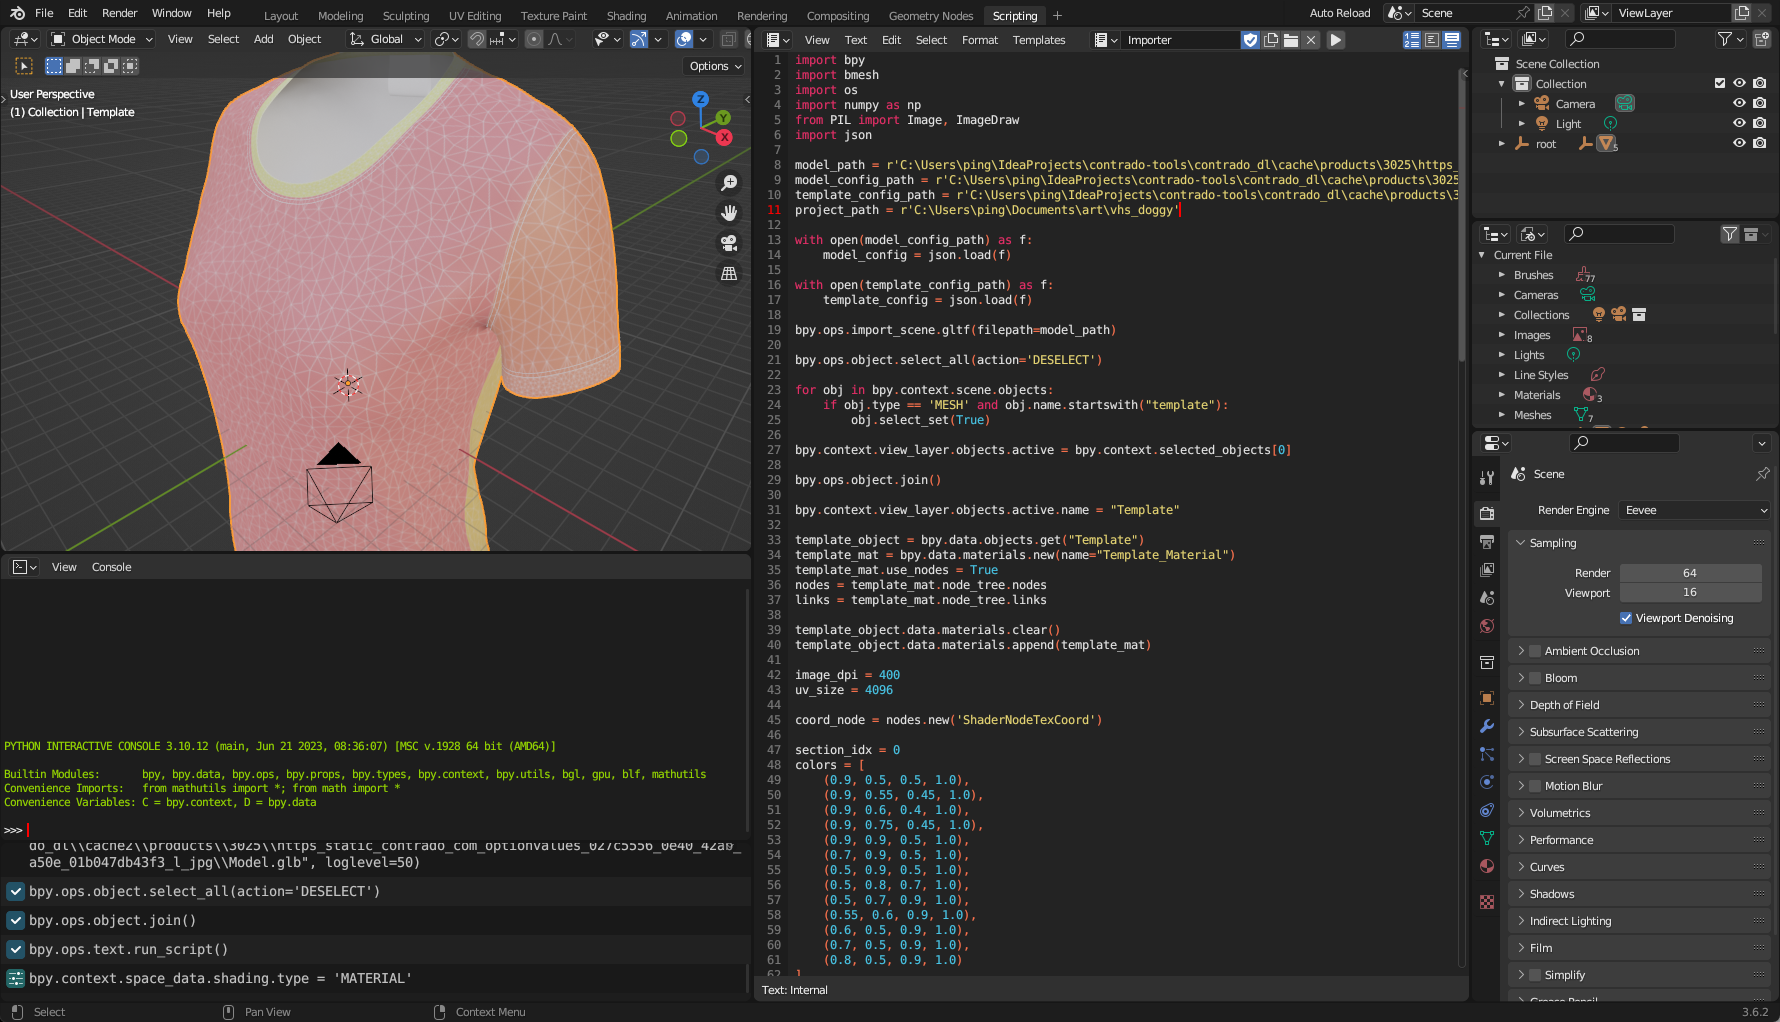 File Edit Render Window Help Layout Modeling Sculpting UV Editing Texture Paint Shading Animation Rendering Compositing Geometry Nodes Scripting + Auto Reload Scene ViewLayer
Object Mode View Select Add Object Global
Options
User Perspective
(1) Collection | Template
Z
Y
X
View Console
PYTHON INTERACTIVE CONSOLE 3.10.12 (main, Jun 21 2023, 08:36:07) [MSC v.1928 64 bit (AMD64)]
Builtin Modules: bpy, bpy.data, bpy.ops, bpy.props, bpy.types, bpy.context, bpy.utils, bgl, gpu, blf, mathutils
Convenience Imports: from mathutils import *; from math import *
Convenience Variables: C = bpy.context, D = bpy.data
>>>
do_dl\\cache2\\products\\3025\\https_static_contrado_com_optionvalues_027c5556_0e40_42a0_
a50e_01b047db43f3_l_jpg\\Model.glb", loglevel=50)
bpy.ops.object.select_all(action='DESELECT')
bpy.ops.object.join()
bpy.ops.text.run_script()
bpy.context.space_data.shading.type = 'MATERIAL'
View Text Edit Select Format Templates Importer
1 import bpy
2 import bmesh
3 import os
4 import numpy as np
5 from PIL import Image, ImageDraw
6 import json
7
8 model_path = r'C:\Users\ping\IdeaProjects\contrado-tools\contrado_dl\cache\products\3025\https_
9 model_config_path = r'C:\Users\ping\IdeaProjects\contrado-tools\contrado_dl\cache\products\3025
10 template_config_path = r'C:\Users\ping\IdeaProjects\contrado-tools\contrado_dl\cache\products\3
11 project_path = r'C:\Users\ping\Documents\art\vhs_doggy'
12
13 with open(model_config_path) as f:
14 model_config = json.load(f)
15
16 with open(template_config_path) as f:
17 template_config = json.load(f)
18
19 bpy.ops.import_scene.gltf(filepath=model_path)
20
21 bpy.ops.object.select_all(action='DESELECT')
22
23 for obj in bpy.context.scene.objects:
24 if obj.type == 'MESH' and obj.name.startswith("template"):
25 obj.select_set(True)
26
27 bpy.context.view_layer.objects.active = bpy.context.selected_objects[0]
28
29 bpy.ops.object.join()
30
31 bpy.context.view_layer.objects.active.name = "Template"
32
33 template_object = bpy.data.objects.get("Template")
34 template_mat = bpy.data.materials.new(name="Template_Material")
35 template_mat.use_nodes = True
36 nodes = template_mat.node_tree.nodes
37 links = template_mat.node_tree.links
38
39 template_object.data.materials.clear()
40 template_object.data.materials.append(template_mat)
41
42 image_dpi = 400
43 uv_size = 4096
44
45 coord_node = nodes.new('ShaderNodeTexCoord')
46
47 section_idx = 0
48 colors = [
49 (0.9, 0.5, 0.5, 1.0),
50 (0.9, 0.55, 0.45, 1.0),
51 (0.9, 0.6, 0.4, 1.0),
52 (0.9, 0.75, 0.45, 1.0),
53 (0.9, 0.9, 0.5, 1.0),
54 (0.7, 0.9, 0.5, 1.0),
55 (0.5, 0.9, 0.5, 1.0),
56 (0.5, 0.8, 0.7, 1.0),
57 (0.5, 0.7, 0.9, 1.0),
58 (0.55, 0.6, 0.9, 1.0),
59 (0.6, 0.5, 0.9, 1.0),
60 (0.7, 0.5, 0.9, 1.0),
61 (0.8, 0.5, 0.9, 1.0)
62 ]
Text: Internal
Scene Collection
Collection
Camera
Light
root 5
Current File
Brushes 77
Cameras
Collections
Images 8
Lights
Line Styles
Materials 3
Meshes 7
Scene
Render Engine Eevee
Sampling
Render 64
Viewport 16
Viewport Denoising
Ambient Occlusion
Bloom
Depth of Field
Subsurface Scattering
Screen Space Reflections
Motion Blur
Volumetrics
Performance
Curves
Shadows
Indirect Lighting
Film
Simplify
Grease Pencil
Select Pan View Context Menu 3.6.2